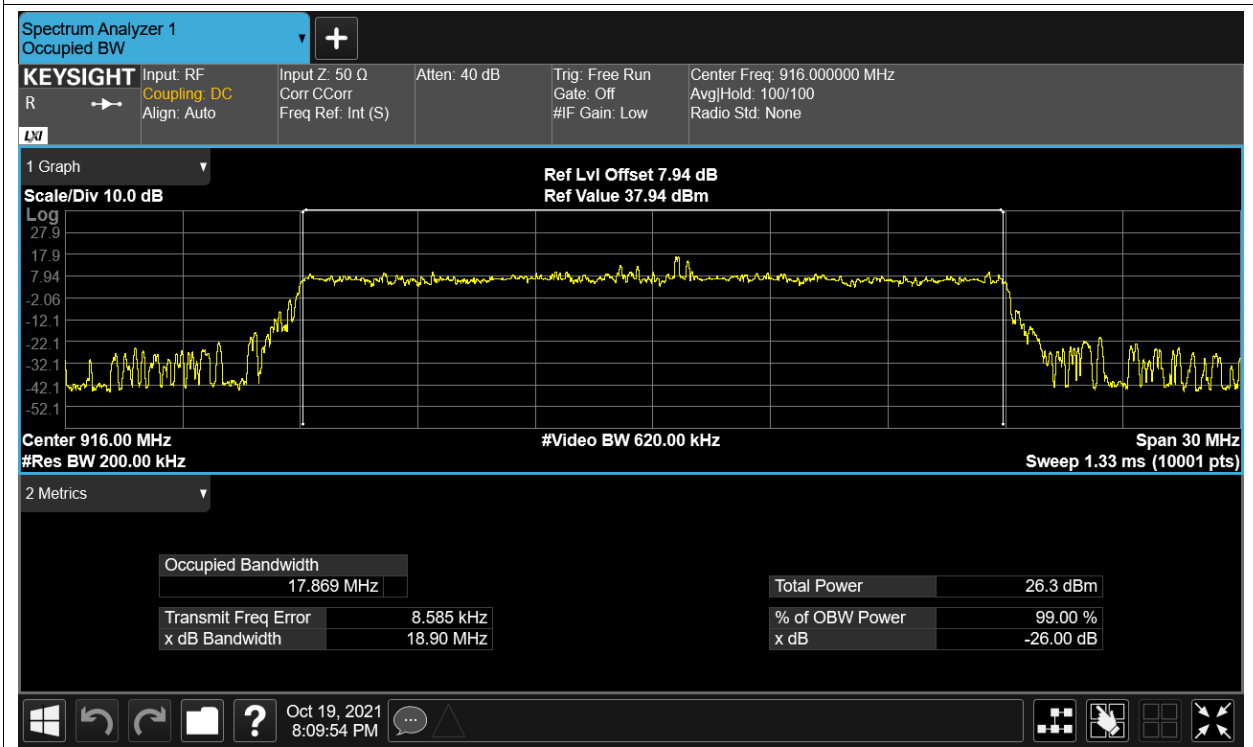 Spectrum Analyzer 1
Occupied BW
KEYSIGHT Input: RF Input Z: 50 Ω Atten: 40 dB Trig: Free Run Center Freq: 916.000000 MHz
R Coupling: DC Corr CCorr Gate: Off Avg|Hold: 100/100
Align: Auto Freq Ref: Int (S) #IF Gain: Low Radio Std: None
LXI
1 Graph
Ref Lvl Offset 7.94 dB
Scale/Div 10.0 dB Ref Value 37.94 dBm
Log
27.9
17.9
7.94
-2.06
-12.1
-22.1
-32.1
-42.1
-52.1
Center 916.00 MHz #Video BW 620.00 kHz Span 30 MHz
#Res BW 200.00 kHz Sweep 1.33 ms (10001 pts)
2 Metrics
Occupied Bandwidth
17.869 MHz Total Power 26.3 dBm
Transmit Freq Error 8.585 kHz % of OBW Power 99.00 %
x dB Bandwidth 18.90 MHz x dB -26.00 dB
? Oct 19, 2021
8:09:54 PM